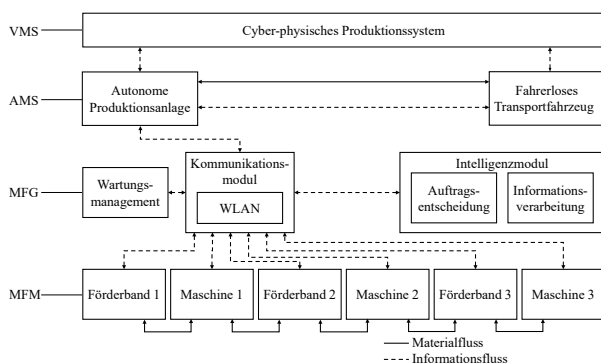 VMS
Cyber-physisches Produktionssystem
AMS
Autonome
Produktionsanlage
Fahrerloses
Transportfahrzeug
MFG
Wartungs-
management
Kommunikations-
modul
WLAN
Intelligenzmodul
Auftrags-
entscheidung
Informations-
verarbeitung
MFM
Förderband 1
Maschine 1
Förderband 2
Maschine 2
Förderband 3
Maschine 3
Materialfluss
Informationsfluss